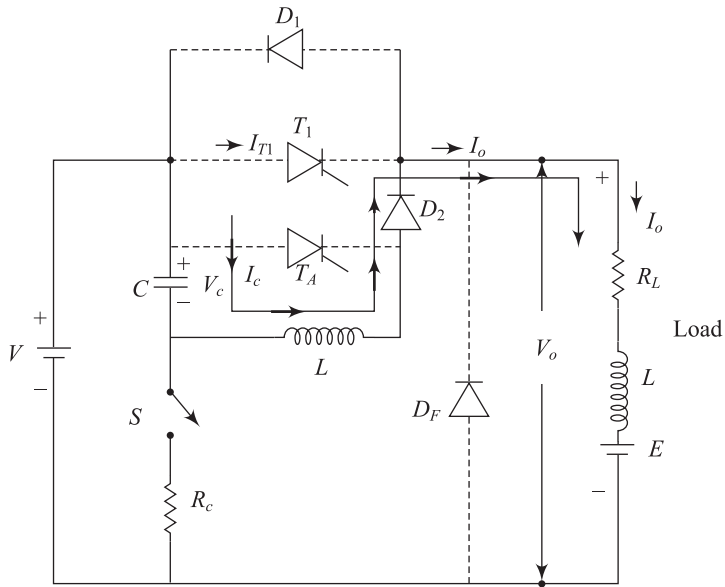 D1
IT1
T1
Io
+
D2
Io
+
C
−
Vc
Ic
TA
RL
Load
+
V
−
L
Vo
L
S
DF
E
−
Rc